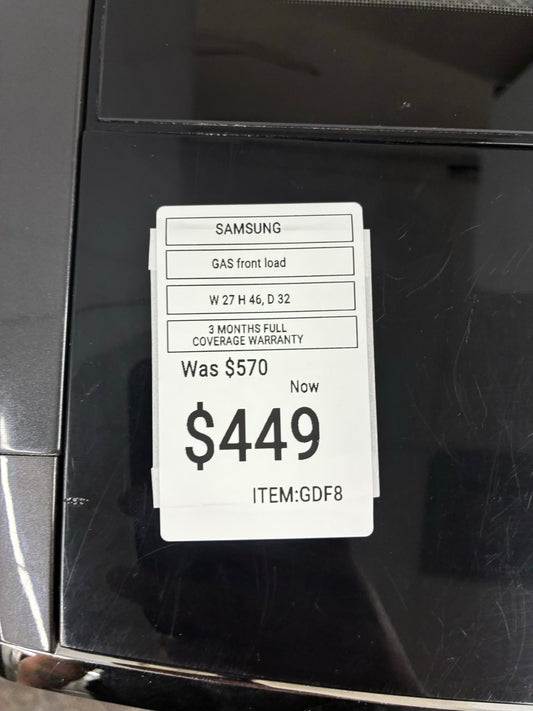 SAMSUNG
GAS front load
W 27 H 46, D 32
3 MONTHS FULL
COVERAGE WARRANTY
Was $570
Now
$449
ITEM:GDF8